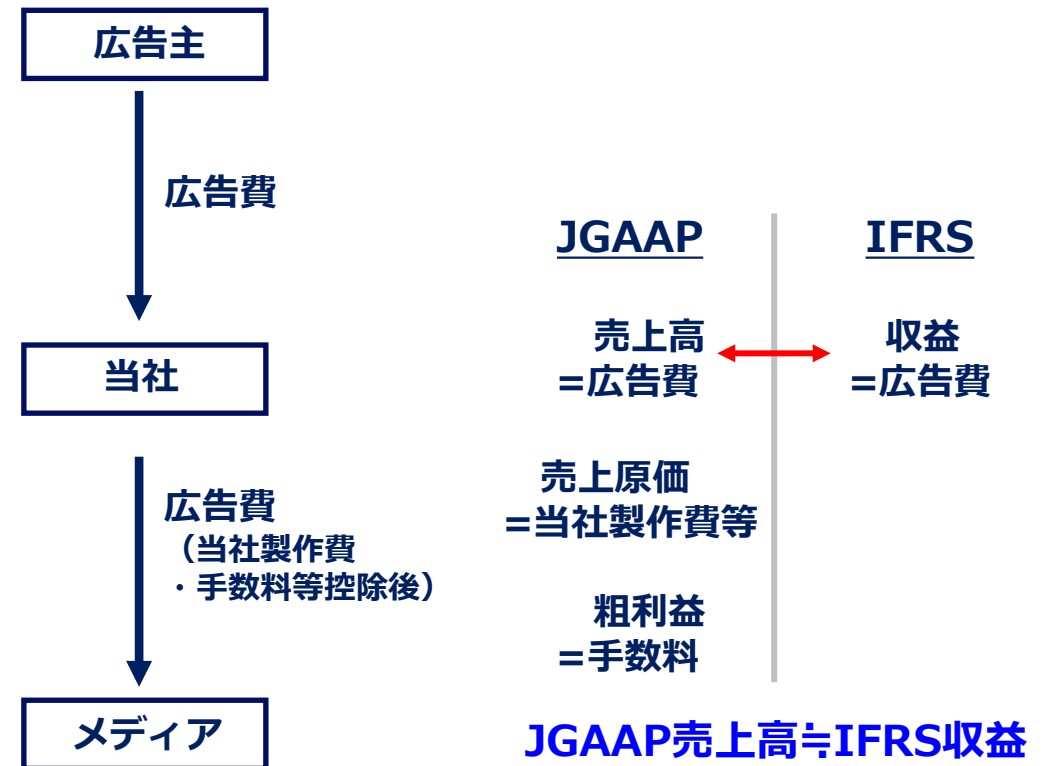 広告主
広告費
当社
広告費
（当社製作費
・手数料等控除後）
メディア
JGAAP
IFRS
売上高
=広告費
収益
=広告費
売上原価
=当社製作費等
粗利益
=手数料
JGAAP売上高≒IFRS収益